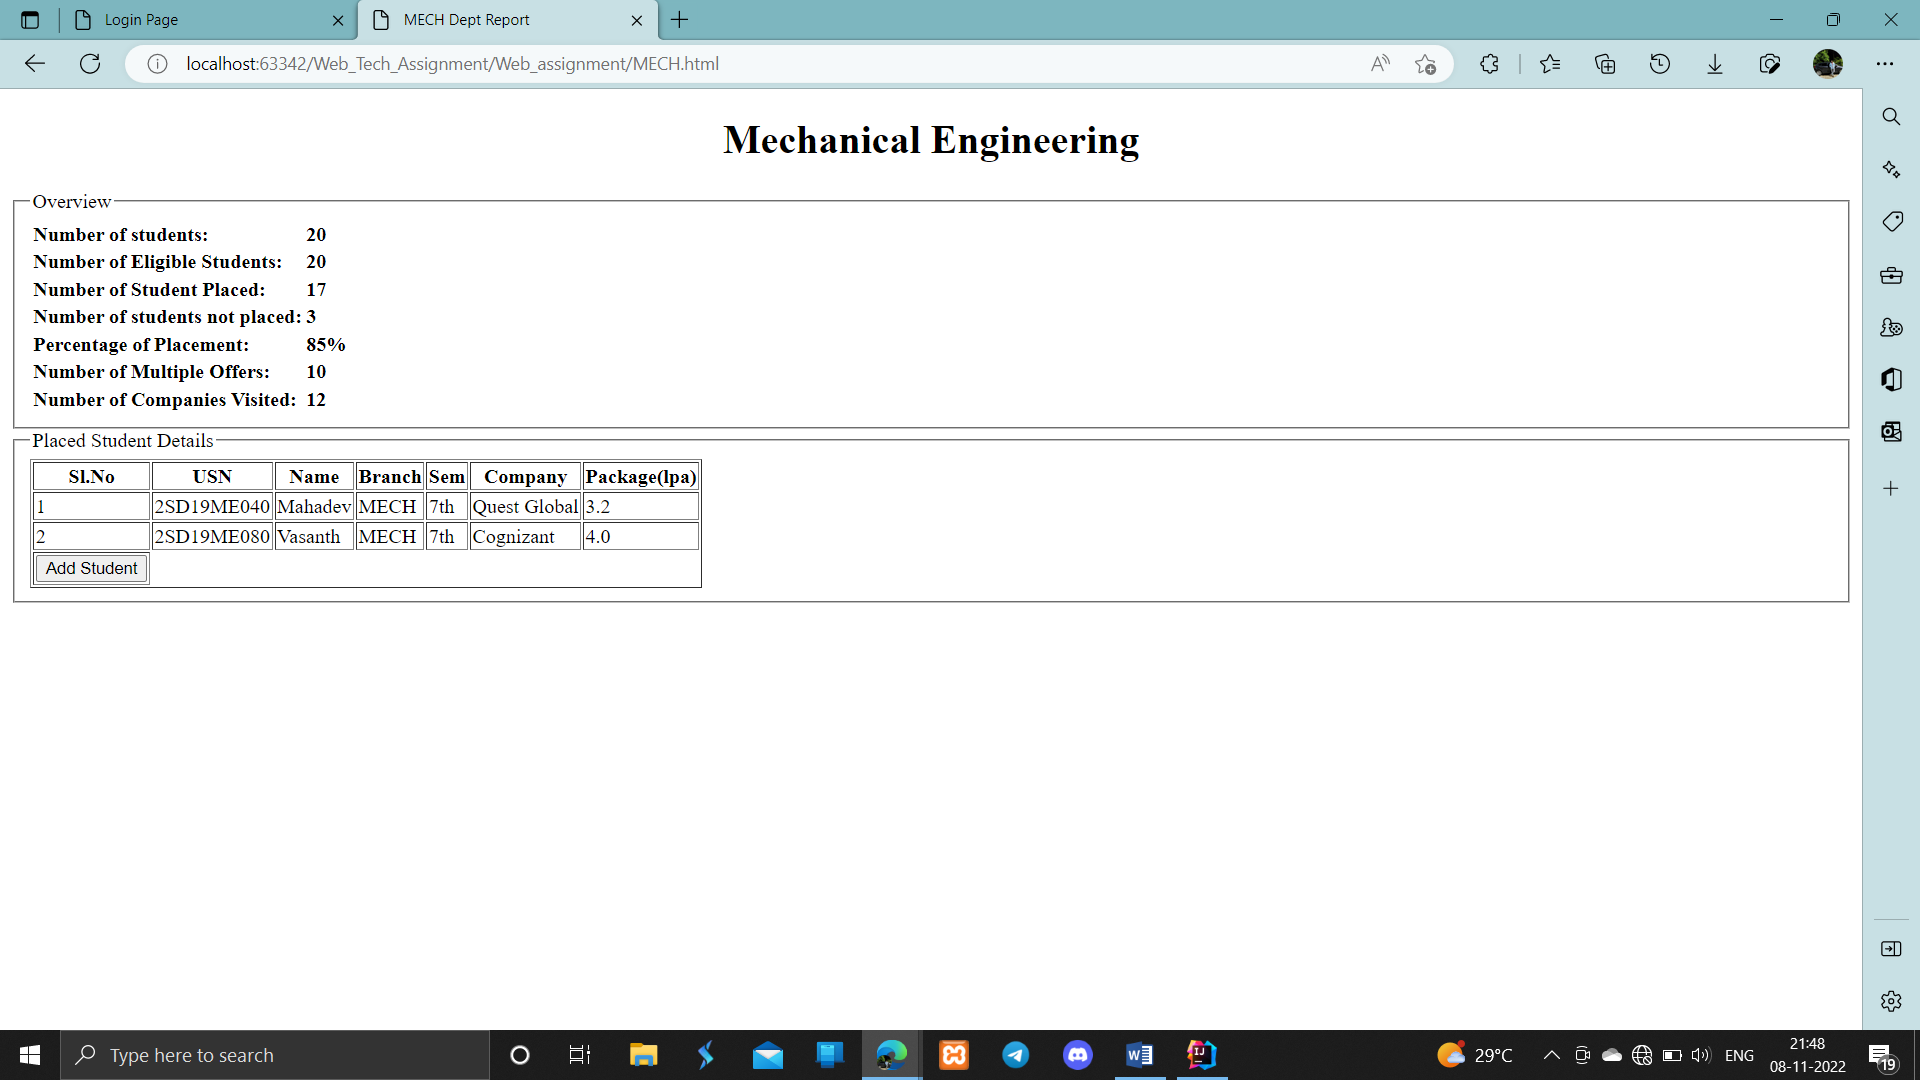 Login Page
MECH Dept Report
localhost:63342/Web_Tech_Assignment/Web_assignment/MECH.html
Mechanical Engineering
Overview
Number of students: 20
Number of Eligible Students: 20
Number of Student Placed: 17
Number of students not placed: 3
Percentage of Placement: 85%
Number of Multiple Offers: 10
Number of Companies Visited: 12
Placed Student Details
Sl.No USN Name Branch Sem Company Package(lpa)
1 2SD19ME040 Mahadev MECH 7th Quest Global 3.2
2 2SD19ME080 Vasanth MECH 7th Cognizant 4.0
Add Student
Type here to search
29°C
ENG
21:48
08-11-2022
19